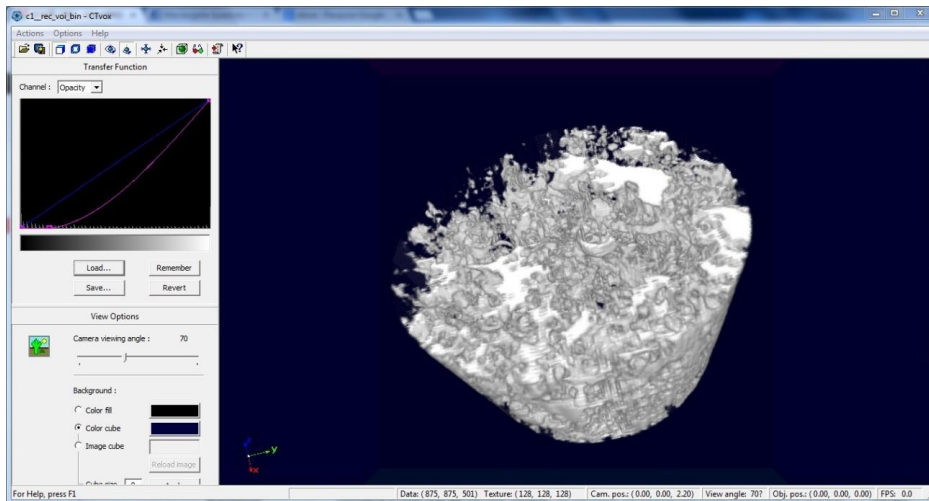 c1__rec_voi_bin - CTvox
Actions Options Help
Transfer Function
Channel : Opacity
Load... Remember
Save... Revert
View Options
Camera viewing angle : 70
Background :
Color fill
Color cube
Image cube
Reload image
For Help, press F1
Data: ( 875, 875, 501) Texture: (128, 128, 128) Cam. pos.: ( 0.00, 0.00, 2.20) View angle: 70? Obj. pos.: ( 0.00, 0.00, 0.00) FPS: 0.0
y
x